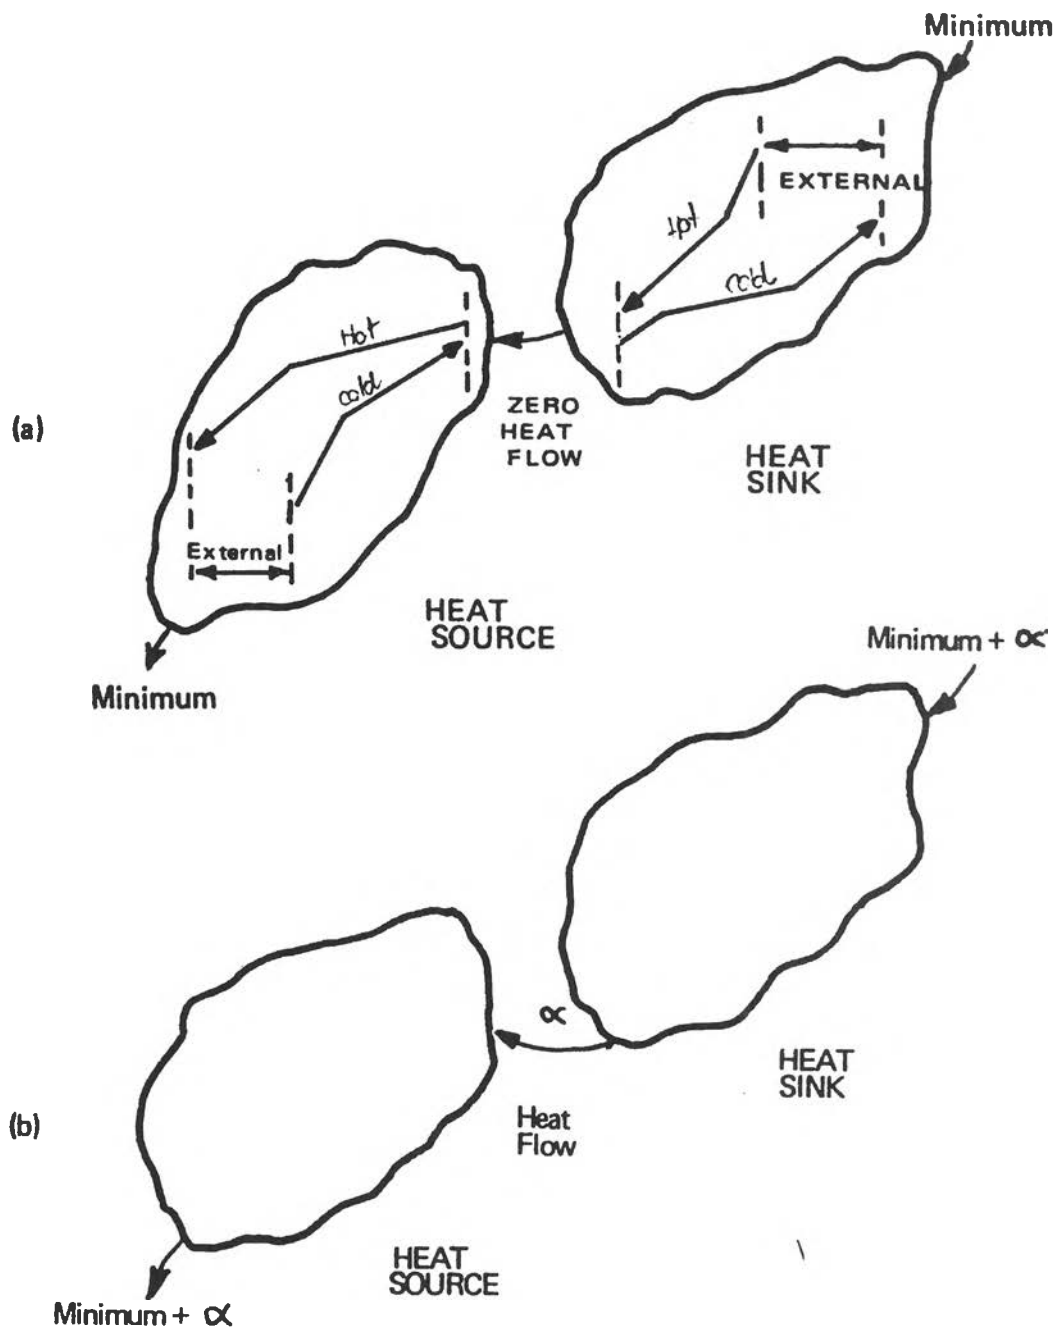 Minimum
EXTERNAL
cold
Hot
cold
ZERO
HEAT
FLOW
(a)
HEAT
SINK
External
HEAT
SOURCE
Minimum
Minimum + α
α
HEAT
SINK
Heat
Flow
(b)
HEAT
SOURCE
Minimum + α